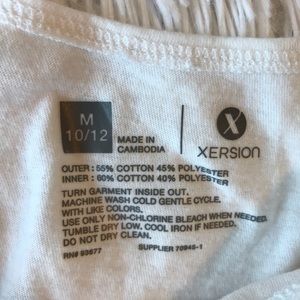 M
10/12
MADE IN
CAMBODIA
X
XERSION
OUTER : 55% COTTON 45% POLYESTER
INNER : 60% COTTON 40% POLYESTER
TURN GARMENT INSIDE OUT.
MACHINE WASH COLD GENTLE CYCLE.
WITH LIKE COLORS.
USE ONLY NON-CHLORINE BLEACH WHEN NEEDED.
TUMBLE DRY LOW. COOL IRON IF NEEDED.
DO NOT DRY CLEAN.
RN# 93677 SUPPLIER 70945-1